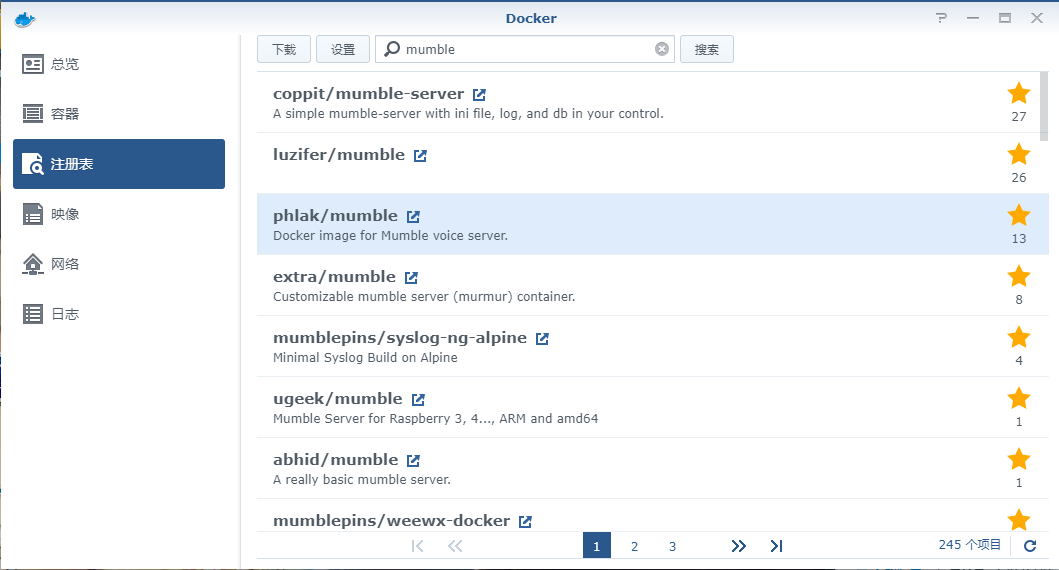 Docker
总览
容器
注册表
映像
网络
日志
下载 设置 mumble 搜索
coppit/mumble-server
A simple mumble-server with ini file, log, and db in your control.
27
luzifer/mumble
26
phlak/mumble
Docker image for Mumble voice server.
13
extra/mumble
Customizable mumble server (murmur) container.
8
mumblepins/syslog-ng-alpine
Minimal Syslog Build on Alpine
4
ugeek/mumble
Mumble Server for Raspberry 3, 4..., ARM and amd64
1
abhid/mumble
A really basic mumble server.
1
mumblepins/weewx-docker
1 2 3 245 个项目